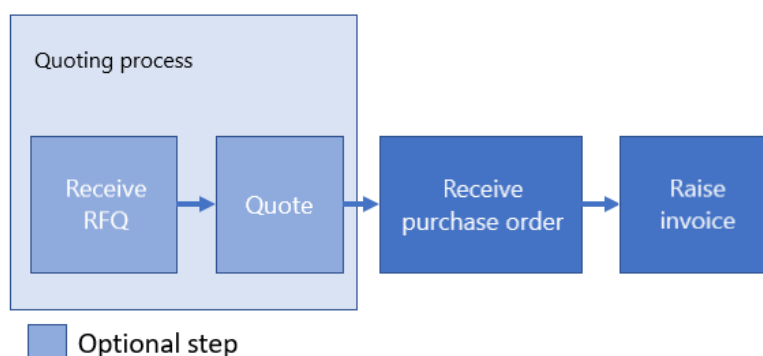 Quoting process
Receive
RFQ
Quote
Receive
purchase order
Raise
invoice
Optional step